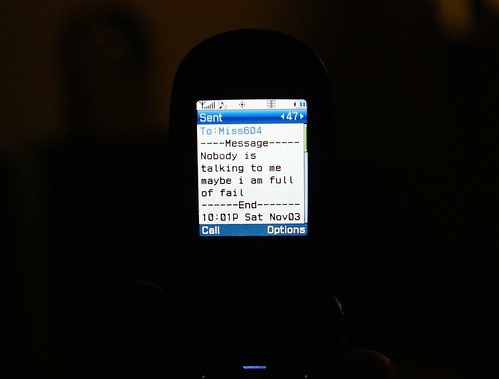 Sent 47
To:Miss604
----Message-----
Nobody is
talking to me
maybe i am full
of fail
------End-------
10:01P Sat Nov03
Call Options